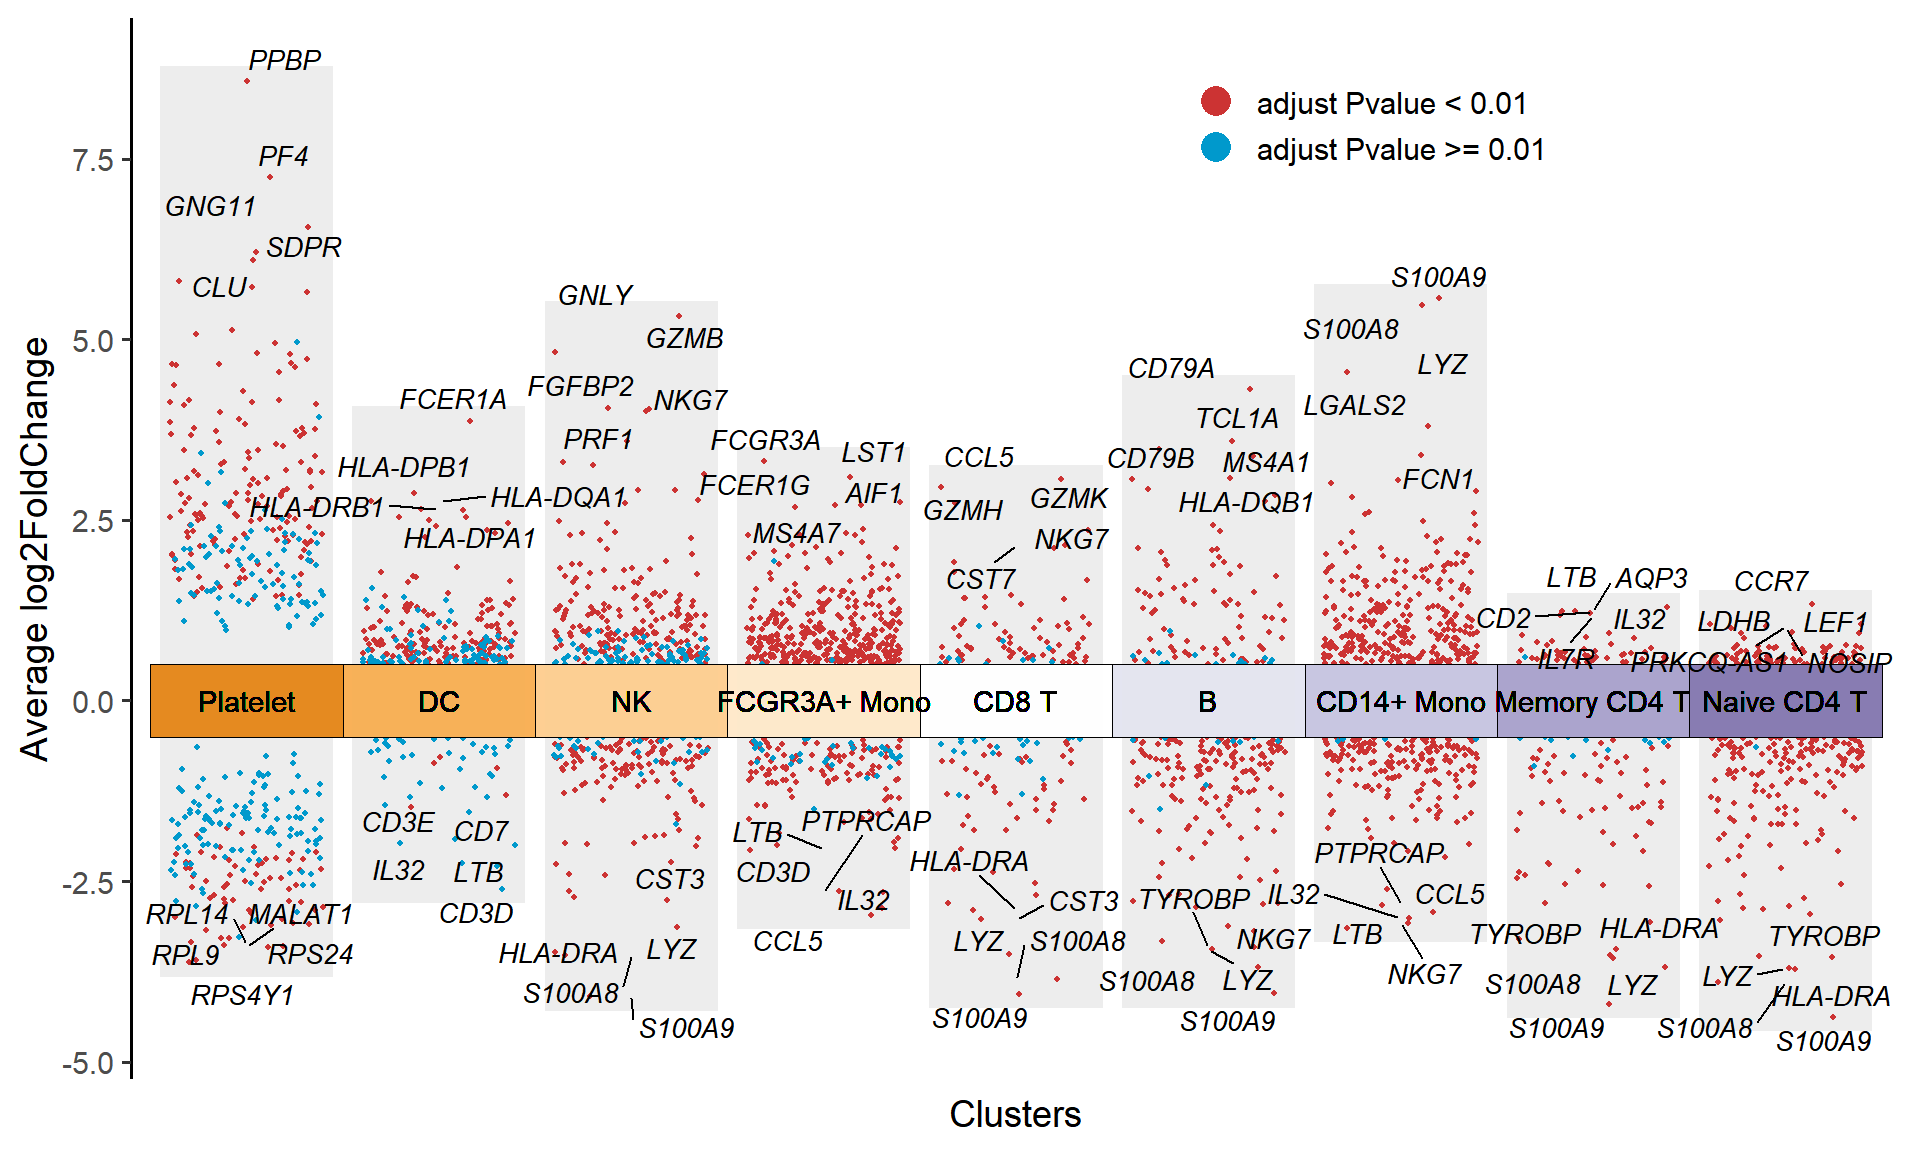 PPBP
adjust Pvalue < 0.01
adjust Pvalue >= 0.01
7.5
PF4
GNG11
SDPR
CLU
GNLY
S100A9
5.0
GZMB
S100A8
LYZ
CD79A
FCER1A
FGFBP2
NKG7
LGALS2
TCL1A
PRF1
FCGR3A
LST1
CCL5
CD79B
MS4A1
HLA-DPB1
FCER1G
AIF1
FCN1
HLA-DRB1
HLA-DQA1
GZMH
GZMK
HLA-DQB1
2.5
HLA-DPA1
MS4A7
NKG7
CST7
LTB
AQP3
CCR7
CD2
IL32
LDHB
LEF1
IL7R
PRKCQ-AS1
NOSIP
Average log2FoldChange
0.0
Platelet
DC
NK
FCGR3A+ Mono
CD8 T
B
CD14+ Mono
Memory CD4 T
Naive CD4 T
CD3E
CD7
LTB
PTPRCAP
PTPRCAP
HLA-DRA
-2.5
IL32
LTB
CST3
CD3D
IL32
CCL5
TYROBP
IL32
CCL5
CST3
RPL14
MALAT1
CD3D
LYZ
S100A8
NKG7
LTB
TYROBP
HLA-DRA
TYROBP
RPL9
RPS24
HLA-DRA
LYZ
CCL5
S100A8
LYZ
NKG7
S100A8
LYZ
LYZ
HLA-DRA
RPS4Y1
S100A8
S100A9
S100A9
S100A9
S100A9
S100A8
S100A9
-5.0
Clusters